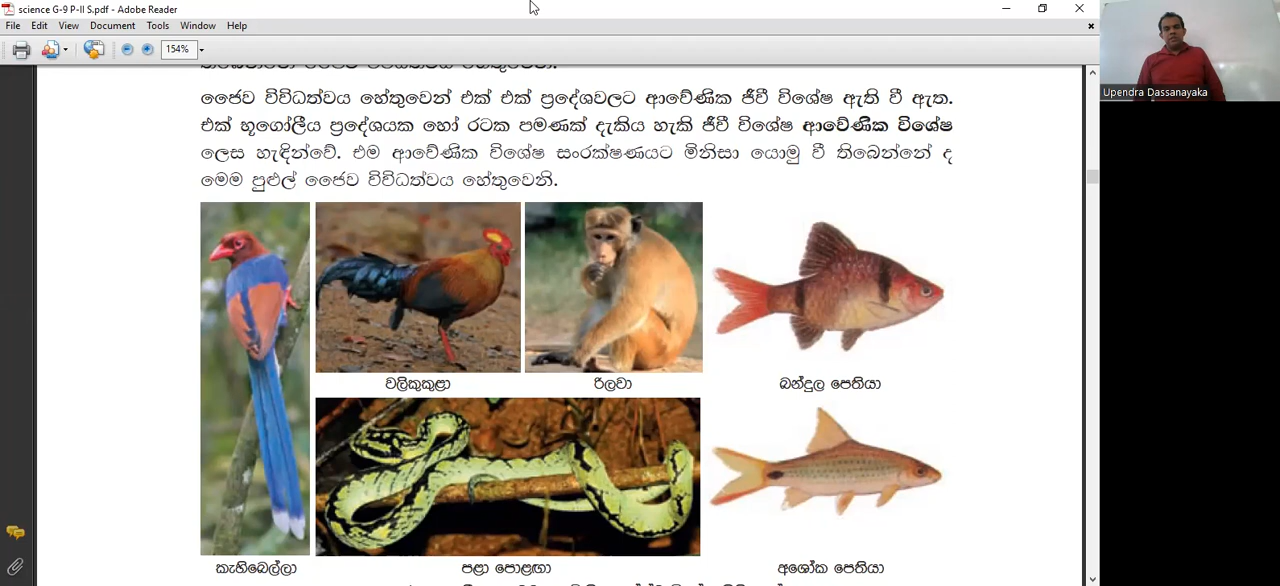 science G-9 P-II S.pdf - Adobe Reader
File Edit View Document Tools Window Help
154%
Upendra Dassanayaka
ජෛව විවිධත්වය හේතුවෙන් එක් එක් ප්‍රදේශවලට ආවේණික ජීවී විශේෂ ඇති වී ඇත.
එක් භූගෝලීය ප්‍රදේශයක හෝ රටක පමණක් දැකිය හැකි ජීවී විශේෂ ආවේණික විශේෂ
ලෙස හැඳින්වේ. එම ආවේණික විශේෂ සංරක්ෂණයට මිනිසා යොමු වී තිබෙන්නේ ද
මෙම පුළුල් ජෛව විවිධත්වය හේතුවෙනි.
වලිකුකුළා
රිලවා
බන්දුල පෙතියා
කැහිබෙල්ලා
පළා පොළඟා
අශෝක පෙතියා